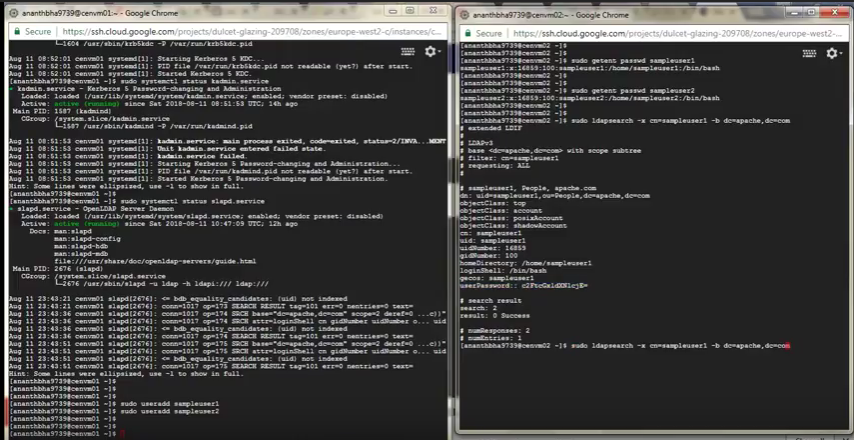 ananthbha9739@cenvm01:~ - Google Chrome
Secure https://ssh.cloud.google.com/projects/dulcet-glazing-209708/zones/europe-west2-c/instances/c...
└─1604 /usr/sbin/krb5kdc -P /var/run/krb5kdc.pid
Aug 11 08:52:01 cenvm01 systemd[1]: Starting Kerberos 5 KDC...
Aug 11 08:52:01 cenvm01 systemd[1]: PID file /var/run/krb5kdc.pid not readable (yet?) after start.
Aug 11 08:52:01 cenvm01 systemd[1]: Started Kerberos 5 KDC.
[ananthbha9739@cenvm01 ~]$ sudo systemctl status kadmin.service
● kadmin.service - Kerberos 5 Password-changing and Administration
Loaded: loaded (/usr/lib/systemd/system/kadmin.service; enabled; vendor preset: disabled)
Active: active (running) since Sat 2018-08-11 08:51:53 UTC; 14h ago
Main PID: 1587 (kadmind)
CGroup: /system.slice/kadmin.service
└─1587 /usr/sbin/kadmind -P /var/run/kadmind.pid
Aug 11 08:51:53 cenvm01 systemd[1]: kadmin.service: main process exited, code=exited, status=2/INVA...MENT
Aug 11 08:51:53 cenvm01 systemd[1]: Unit kadmin.service entered failed state.
Aug 11 08:51:53 cenvm01 systemd[1]: kadmin.service failed.
Aug 11 08:51:53 cenvm01 systemd[1]: Starting Kerberos 5 Password-changing and Administration...
Aug 11 08:51:53 cenvm01 systemd[1]: PID file /var/run/kadmind.pid not readable (yet?) after start.
Aug 11 08:51:53 cenvm01 systemd[1]: Started Kerberos 5 Password-changing and Administration.
Hint: Some lines were ellipsized, use -l to show in full.
[ananthbha9739@cenvm01 ~]$
[ananthbha9739@cenvm01 ~]$ sudo systemctl status slapd.service
● slapd.service - OpenLDAP Server Daemon
Loaded: loaded (/usr/lib/systemd/system/slapd.service; enabled; vendor preset: disabled)
Active: active (running) since Sat 2018-08-11 10:47:09 UTC; 12h ago
Docs: man:slapd
man:slapd-config
man:slapd-hdb
man:slapd-mdb
file:///usr/share/doc/openldap-servers/guide.html
Main PID: 2676 (slapd)
CGroup: /system.slice/slapd.service
└─2676 /usr/sbin/slapd -u ldap -h ldapi:/// ldap:///
Aug 11 23:43:21 cenvm01 slapd[2676]: <= bdb_equality_candidates: (uid) not indexed
Aug 11 23:43:21 cenvm01 slapd[2676]: conn=1017 op=173 SEARCH RESULT tag=101 err=0 nentries=0 text=
Aug 11 23:43:36 cenvm01 slapd[2676]: conn=1017 op=174 SRCH base="dc=apache,dc=com" scope=2 deref=0 ...c))"
Aug 11 23:43:36 cenvm01 slapd[2676]: conn=1017 op=174 SRCH attr=loginShell cn gidNumber uidNumber o... uid
Aug 11 23:43:36 cenvm01 slapd[2676]: <= bdb_equality_candidates: (uid) not indexed
Aug 11 23:43:36 cenvm01 slapd[2676]: conn=1017 op=174 SEARCH RESULT tag=101 err=0 nentries=0 text=
Aug 11 23:43:51 cenvm01 slapd[2676]: conn=1017 op=175 SRCH base="dc=apache,dc=com" scope=2 deref=0 ...c))"
Aug 11 23:43:51 cenvm01 slapd[2676]: conn=1017 op=175 SRCH attr=loginShell cn gidNumber uidNumber o... uid
Aug 11 23:43:51 cenvm01 slapd[2676]: <= bdb_equality_candidates: (uid) not indexed
Aug 11 23:43:51 cenvm01 slapd[2676]: conn=1017 op=175 SEARCH RESULT tag=101 err=0 nentries=0 text=
Hint: Some lines were ellipsized, use -l to show in full.
[ananthbha9739@cenvm01 ~]$
[ananthbha9739@cenvm01 ~]$
[ananthbha9739@cenvm01 ~]$ sudo useradd sampleuser1
[ananthbha9739@cenvm01 ~]$ sudo useradd sampleuser2
[ananthbha9739@cenvm01 ~]$
[ananthbha9739@cenvm01 ~]$
[ananthbha9739@cenvm01 ~]$
ananthbha9739@cenvm02:~ - Google Chrome
Secure https://ssh.cloud.google.com/projects/dulcet-glazing-209708/zones/europe-west2-...
[ananthbha9739@cenvm02 ~]$
[ananthbha9739@cenvm02 ~]$
[ananthbha9739@cenvm02 ~]$ sudo getent passwd sampleuser1
sampleuser1:x:16859:100:sampleuser1:/home/sampleuser1:/bin/bash
[ananthbha9739@cenvm02 ~]$
[ananthbha9739@cenvm02 ~]$ sudo getent passwd sampleuser2
sampleuser2:x:16859:100:sampleuser2:/home/sampleuser2:/bin/bash
[ananthbha9739@cenvm02 ~]$
[ananthbha9739@cenvm02 ~]$ sudo ldapsearch -x cn=sampleuser1 -b dc=apache,dc=com
# extended LDIF
#
# LDAPv3
# base <dc=apache,dc=com> with scope subtree
# filter: cn=sampleuser1
# requesting: ALL
#
# sampleuser1, People, apache.com
dn: uid=sampleuser1,ou=People,dc=apache,dc=com
objectClass: top
objectClass: account
objectClass: posixAccount
objectClass: shadowAccount
cn: sampleuser1
uid: sampleuser1
uidNumber: 16859
gidNumber: 100
homeDirectory: /home/sampleuser1
loginShell: /bin/bash
gecos: sampleuser1
userPassword::
# search result
search: 2
result: 0 Success
# numResponses: 2
# numEntries: 1
[ananthbha9739@cenvm02 ~]$ sudo ldapsearch -x cn=sampleuser1 -b dc=apache,dc=com